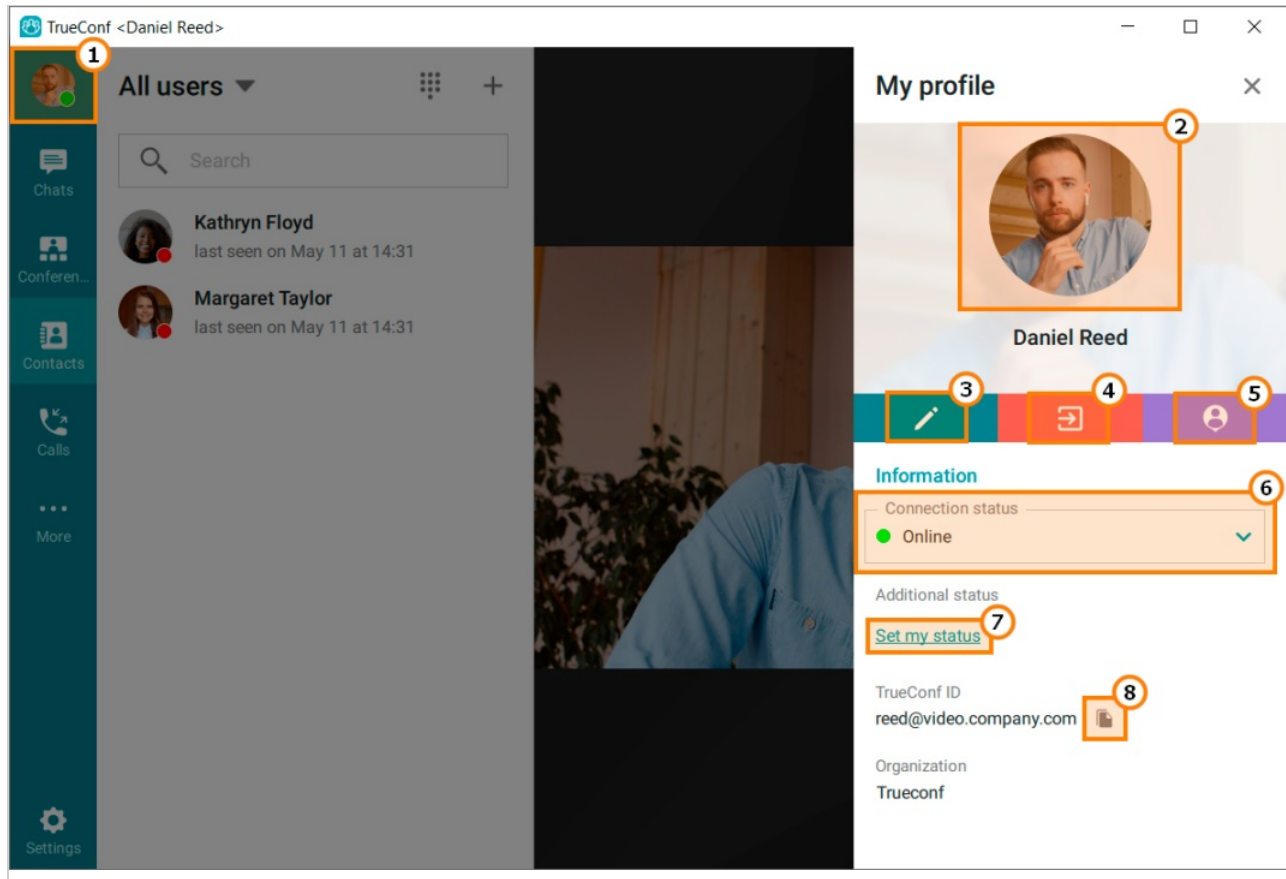 TrueConf <Daniel Reed>
1
All users
Search
Chats
Kathryn Floyd
last seen on May 11 at 14:31
Conferen...
Margaret Taylor
last seen on May 11 at 14:31
Contacts
Calls
More
Settings
My profile
2
Daniel Reed
3
4
5
Information
6
Connection status
Online
Additional status
7
Set my status
TrueConf ID
8
reed@video.company.com
Organization
Trueconf